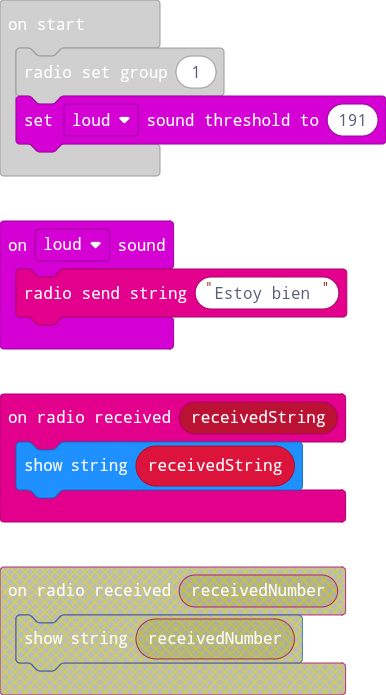 on start
radio set group 1
set loud sound threshold to 191
on loud sound
radio send string "Estoy bien "
on radio received receivedString
show string receivedString
on radio received receivedNumber
show string receivedNumber